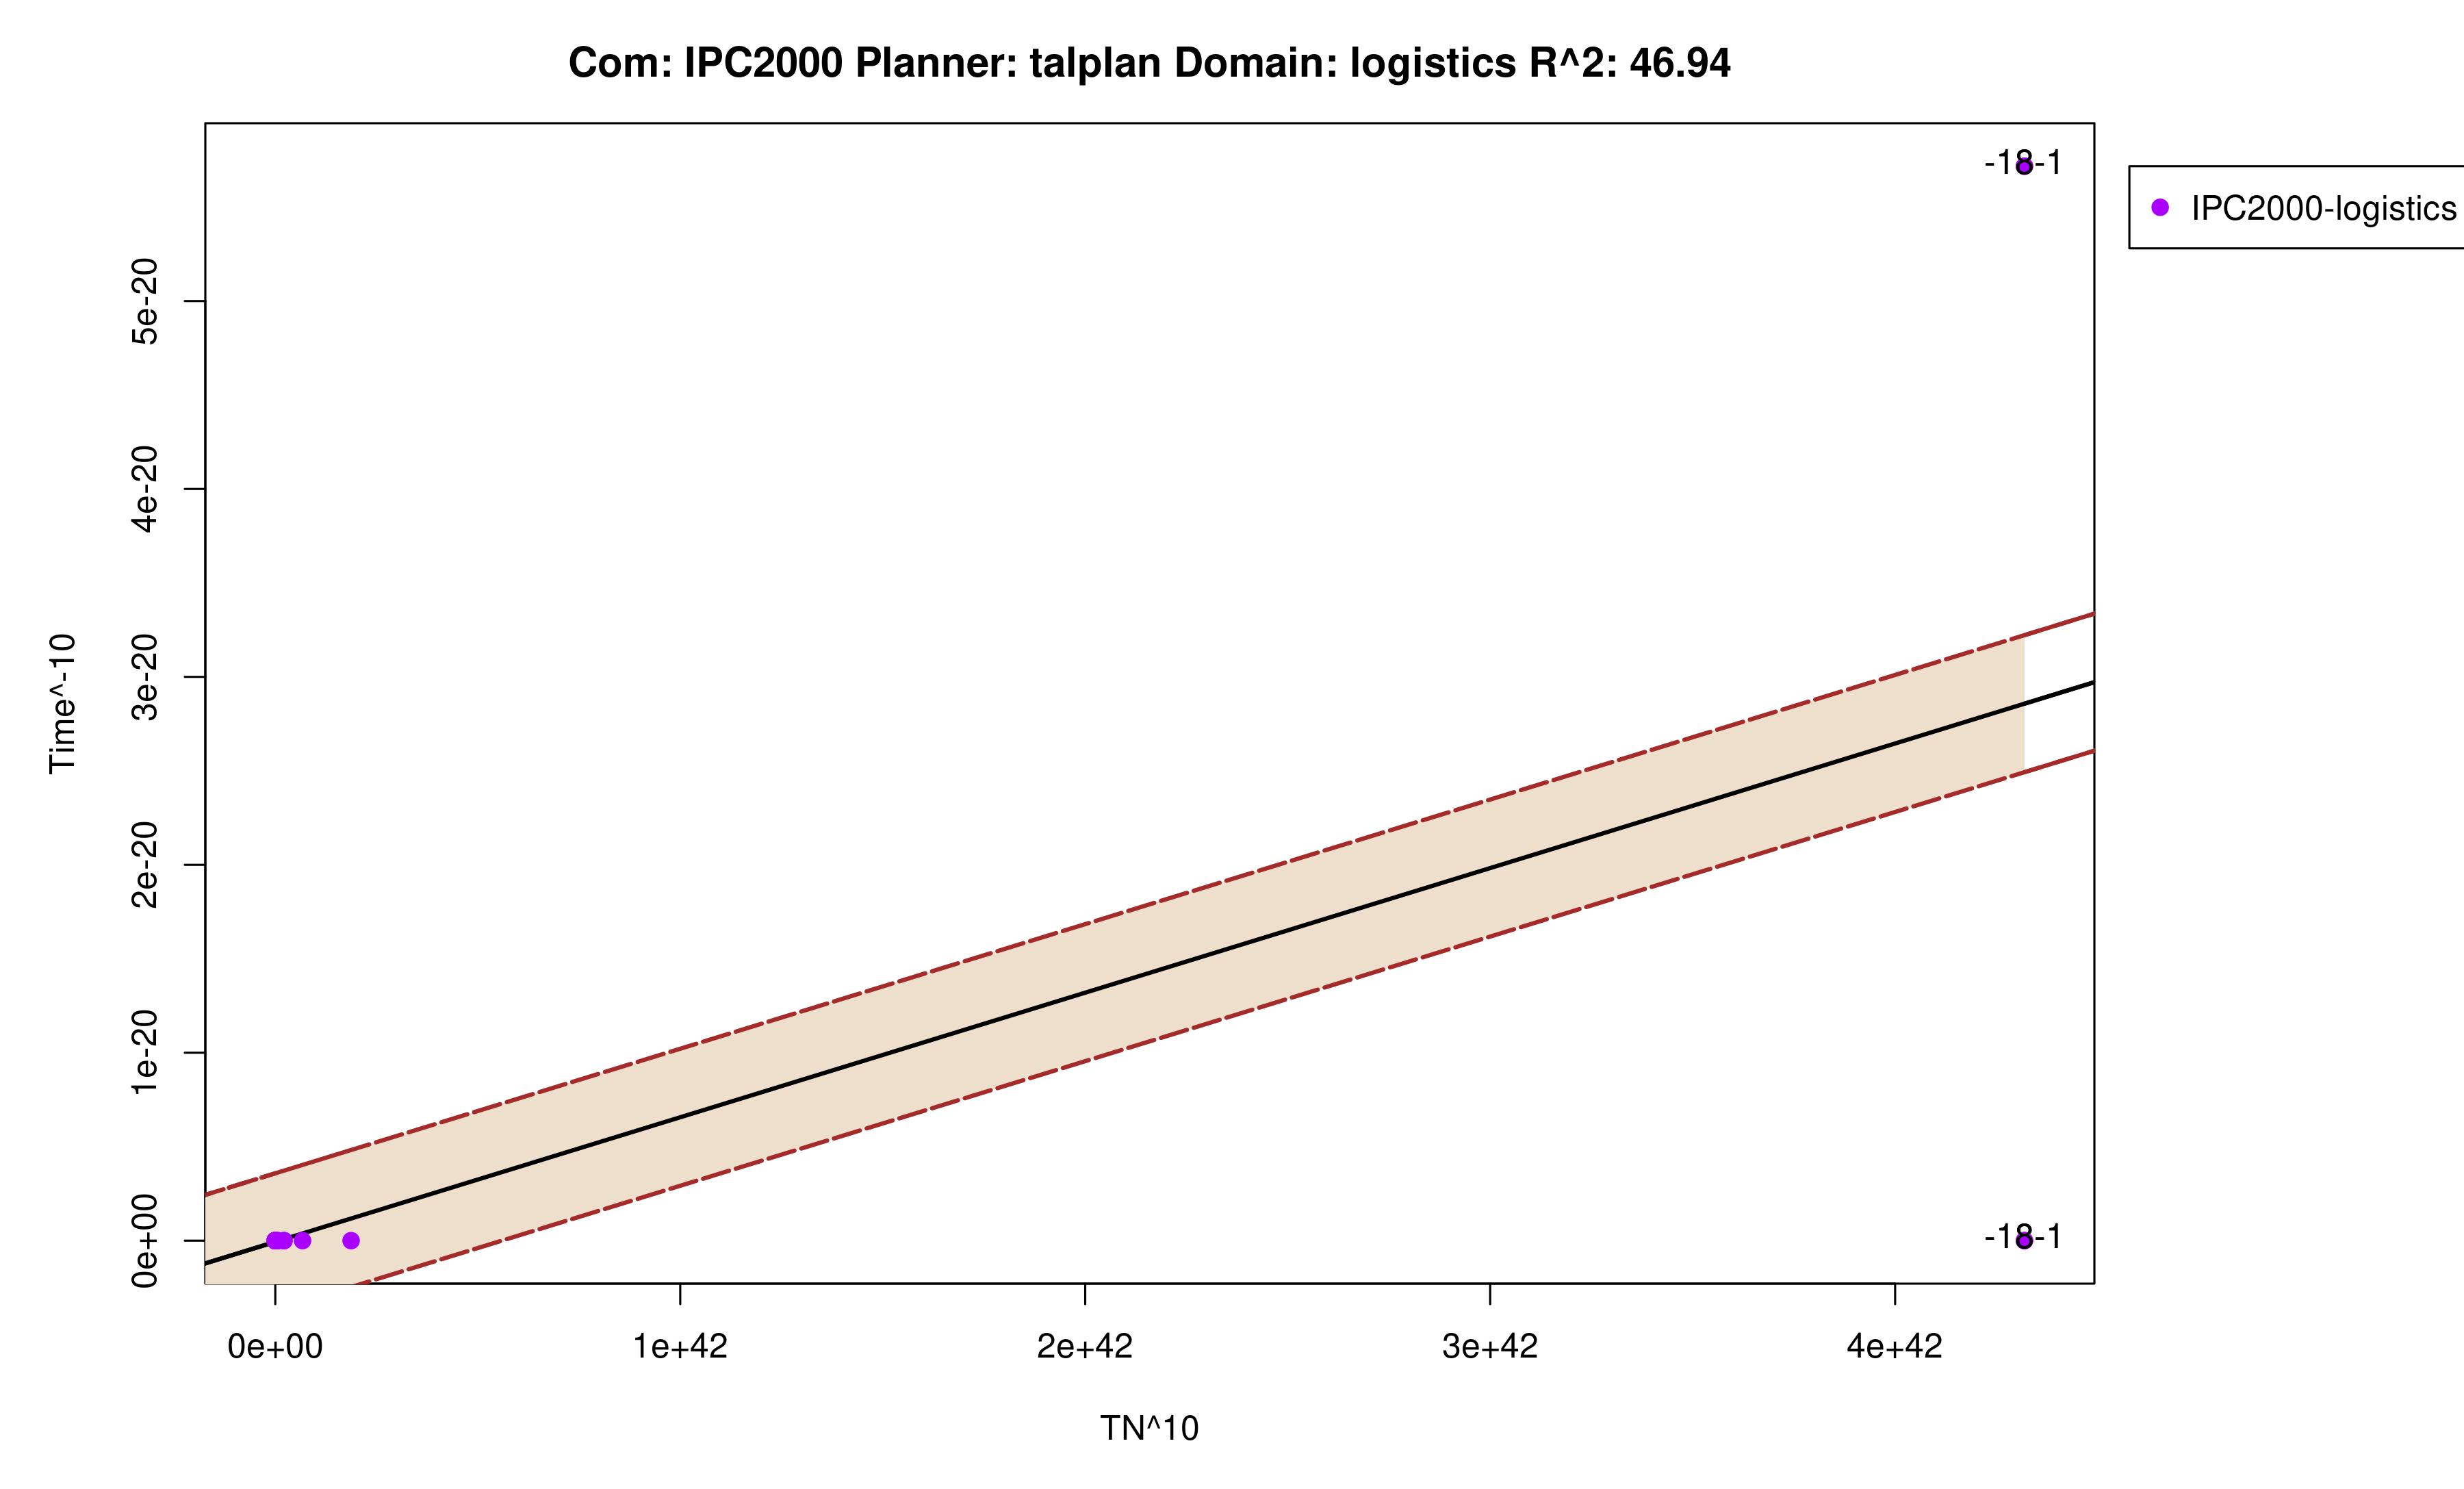 Com: IPC2000 Planner: talplan Domain: logistics R^2: 46.94
-18-1
IPC2000-logistics
5e-20
4e-20
3e-20
2e-20
1e-20
0e+00
Time^-10
-18-1
0e+00
1e+42
2e+42
3e+42
4e+42
TN^10